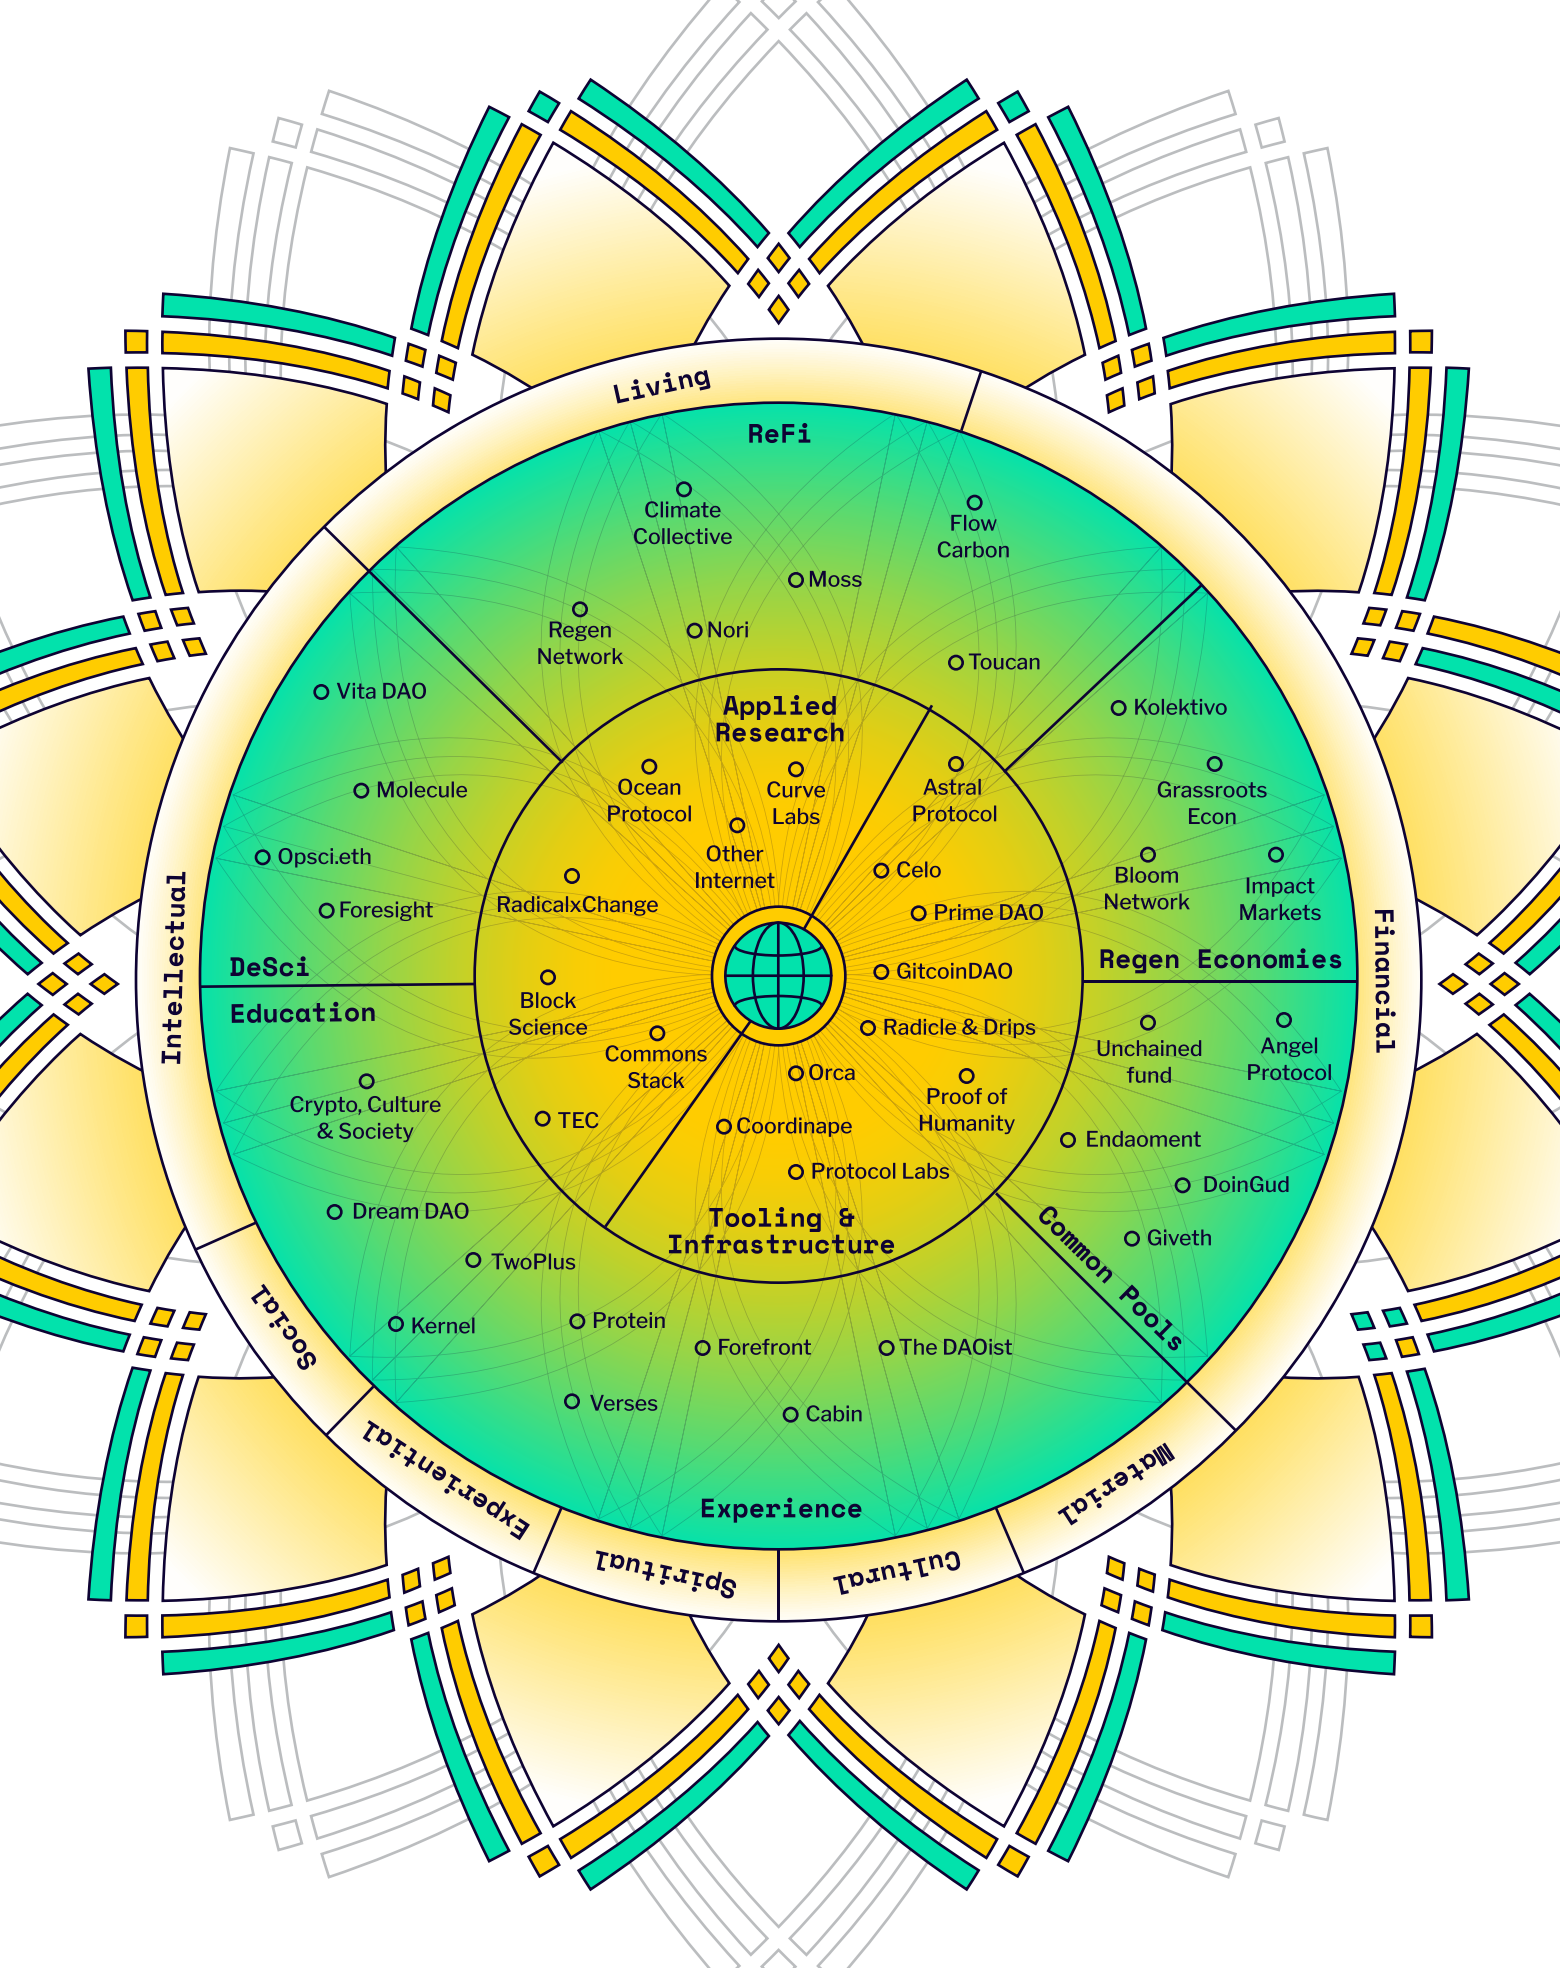 Living
ReFi
Climate
Collective
Flow
Carbon
Moss
Regen
Network
Nori
Toucan
Vita DAO
Molecule
Opsci.eth
Foresight
DeSci
Intellectual
Applied
Research
Ocean
Protocol
Curve
Labs
Other
Internet
RadicalxChange
Block
Science
Commons
Stack
TEC
Astral
Protocol
Celo
Prime DAO
GitcoinDAO
Radicle & Drips
Orca
Proof of
Humanity
Coordinape
Protocol Labs
Tooling &
Infrastructure
Kolektivo
Grassroots
Econ
Bloom
Network
Impact
Markets
Regen Economies
Financial
Unchained
fund
Angel
Protocol
Endaoment
DoinGud
Giveth
Common Pools
Education
Crypto, Culture
& Society
Dream DAO
TwoPlus
Kernel
Protein
Forefront
The DAOist
Verses
Cabin
Experience
Social
Experiential
Spiritual
Cultural
Material